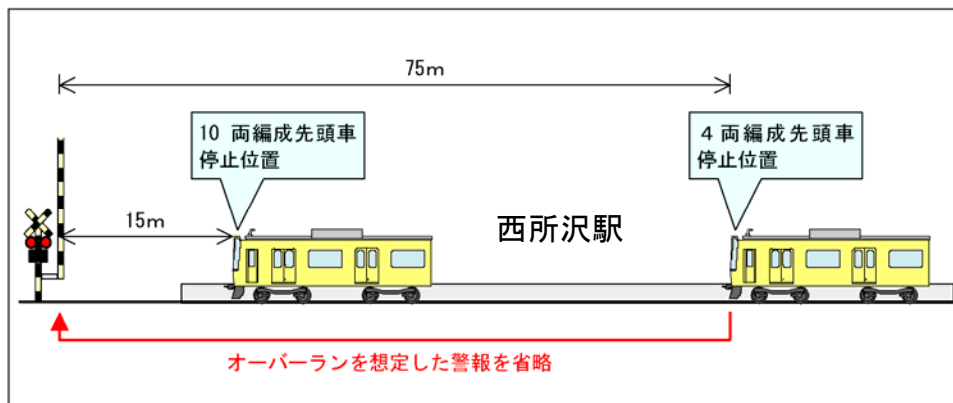 75m
10 両編成先頭車
停止位置
4両編成先頭車
停止位置
15m
西所沢駅
オーバーランを想定した警報を省略